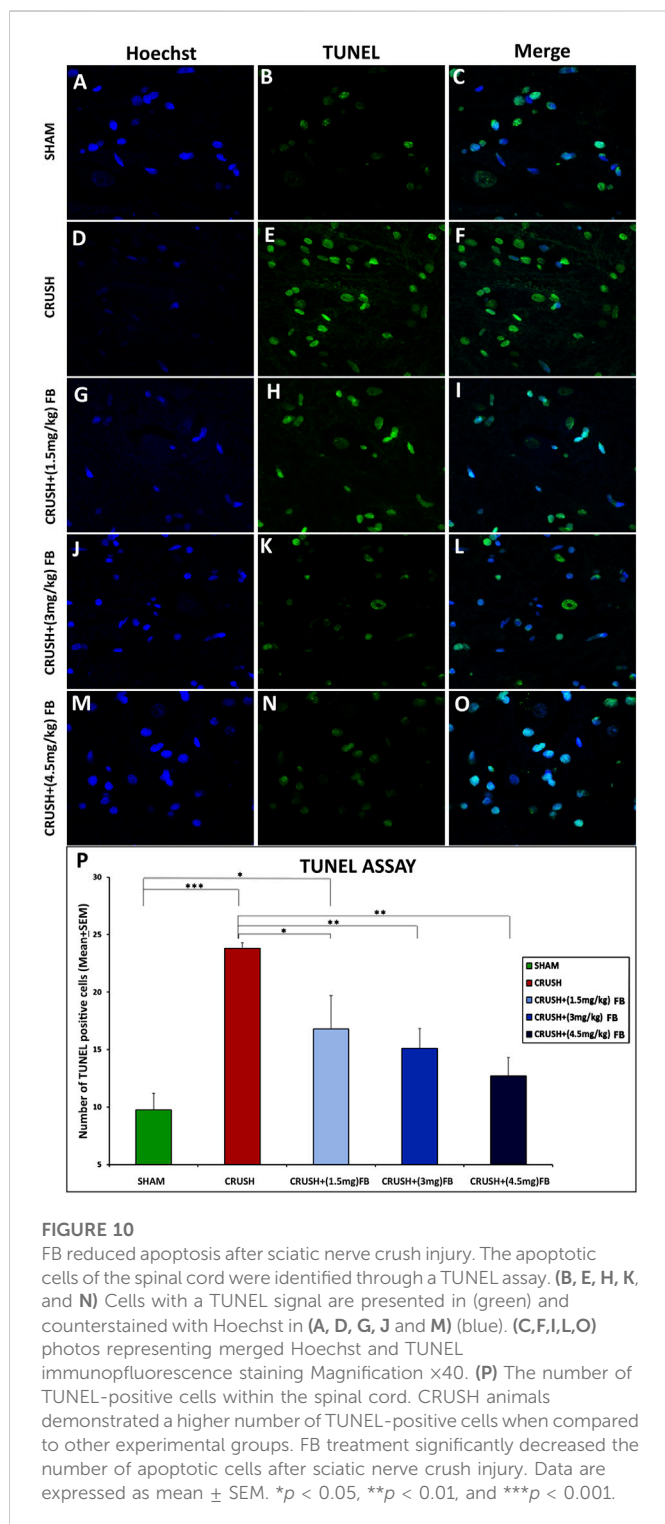 Hoechst TUNEL Merge
SHAM
A B C
CRUSH
D E F
CRUSH+(1.5mg/kg) FB
G H I
CRUSH+(3mg/kg) FB
J K L
CRUSH+(4.5mg/kg) FB
M N O
P TUNEL ASSAY
Number of TUNEL positive cells (Mean±SEM)
30
25
20
15
10
5
*
***
**
**
*
SHAM
CRUSH
CRUSH+(1.5mg/kg) FB
CRUSH+(3mg/kg) FB
CRUSH+(4.5mg/kg) FB
SHAM CRUSH CRUSH+(1.5mg)FB CRUSH+(3mg)FB CRUSH+(4.5mg)FB
FIGURE 10
FB reduced apoptosis after sciatic nerve crush injury. The apoptotic
cells of the spinal cord were identified through a TUNEL assay. (B, E, H, K,
and N) Cells with a TUNEL signal are presented in (green) and
counterstained with Hoechst in (A, D, G, J and M) (blue). (C,F,I,L,O)
photos representing merged Hoechst and TUNEL
immunopfluorescence staining Magnification ×40. (P) The number of
TUNEL-positive cells within the spinal cord. CRUSH animals
demonstrated a higher number of TUNEL-positive cells when compared
to other experimental groups. FB treatment significantly decreased the
number of apoptotic cells after sciatic nerve crush injury. Data are
expressed as mean ± SEM. *p < 0.05, **p < 0.01, and ***p < 0.001.